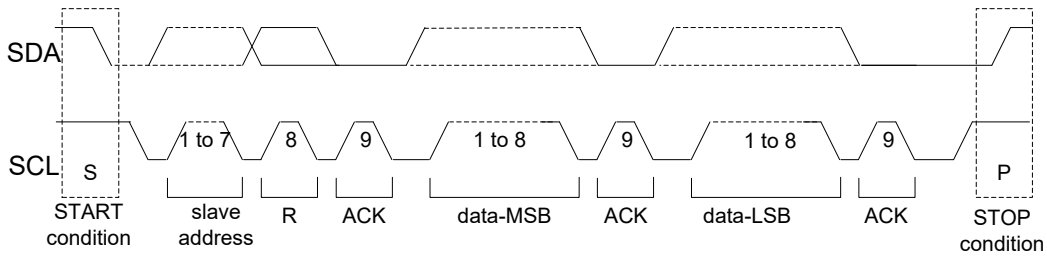 SDA
1 to 7 8 9 1 to 8 9 1 to 8 9
SCL S P
START condition slave address R ACK data-MSB ACK data-LSB ACK STOP condition